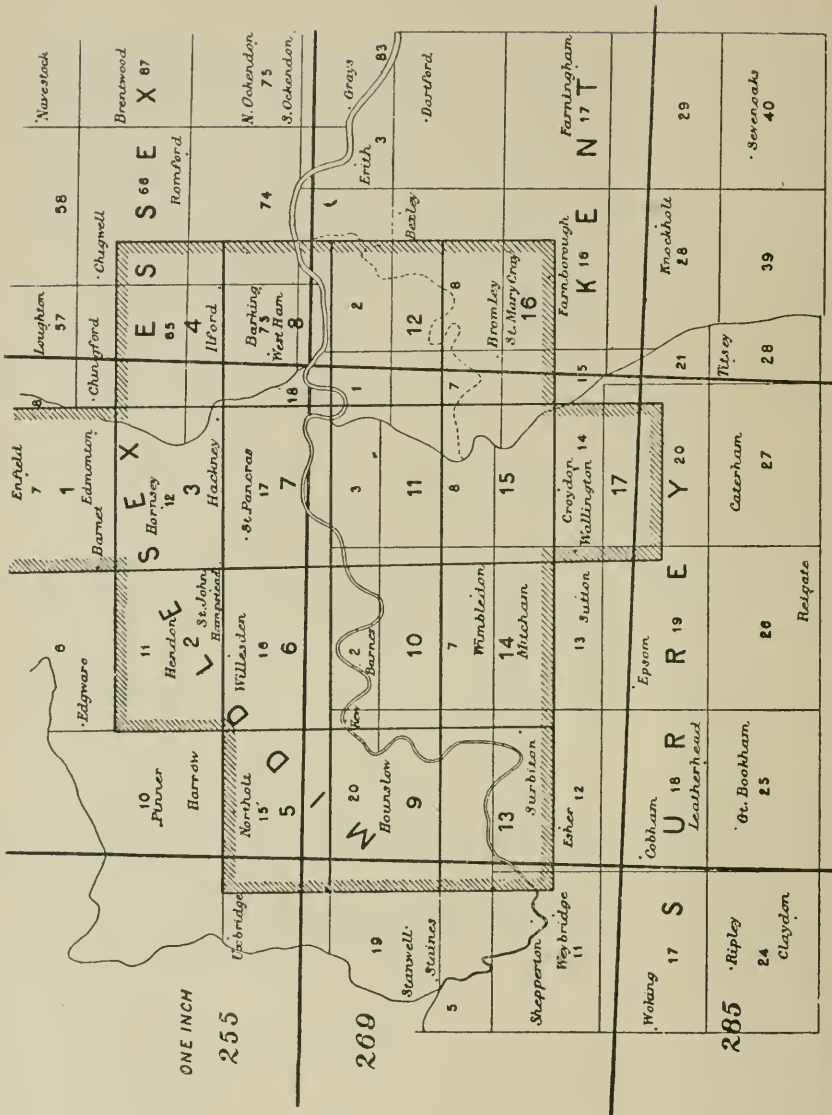 ONE INCH
255
269
285
Enfield
7
1
Edmonton
Barnet
8
Loughton
57
Chingford
58
Chigwell
Navestock
Brentwood
87
6
Edgware
10
Pinner
Harrow
11
Hendon
2
St. John
Hampstead
Hornsey
12
3
Hackney
65
4
Ilford
66
Romford
M I D D L E S E X
E S S E X
Uxbridge
Northolt
15
5
Willesden
16
6
St. Pancras
17
7
18
Barking
73
West Ham
8
74
N. Ockendon
75
S. Ockendon
19
Stanwell
Staines
20
Hounslow
9
Kew
2
Barnes
10
3
11
1
2
12
Erith
3
Grays
83
Dartford
Bexley
5
Shepperton
13
Surbiton
7
Wimbledon
14
Mitcham
8
15
7
8
Bromley
St. Mary Cray
16
Weybridge
11
Esher
12
13
Sutton
Croydon
14
Wallington
17
15
Farnborough
16
Farningham
17
K E N T
Woking
17
Cobham
18
Leatherhead
Epsom
19
20
21
Knockholt
28
29
S U R R E Y
Ripley
24
Claydon
Gt. Bookham
25
26
Reigate
Caterham
27
Titsey
28
39
Sevenoaks
40